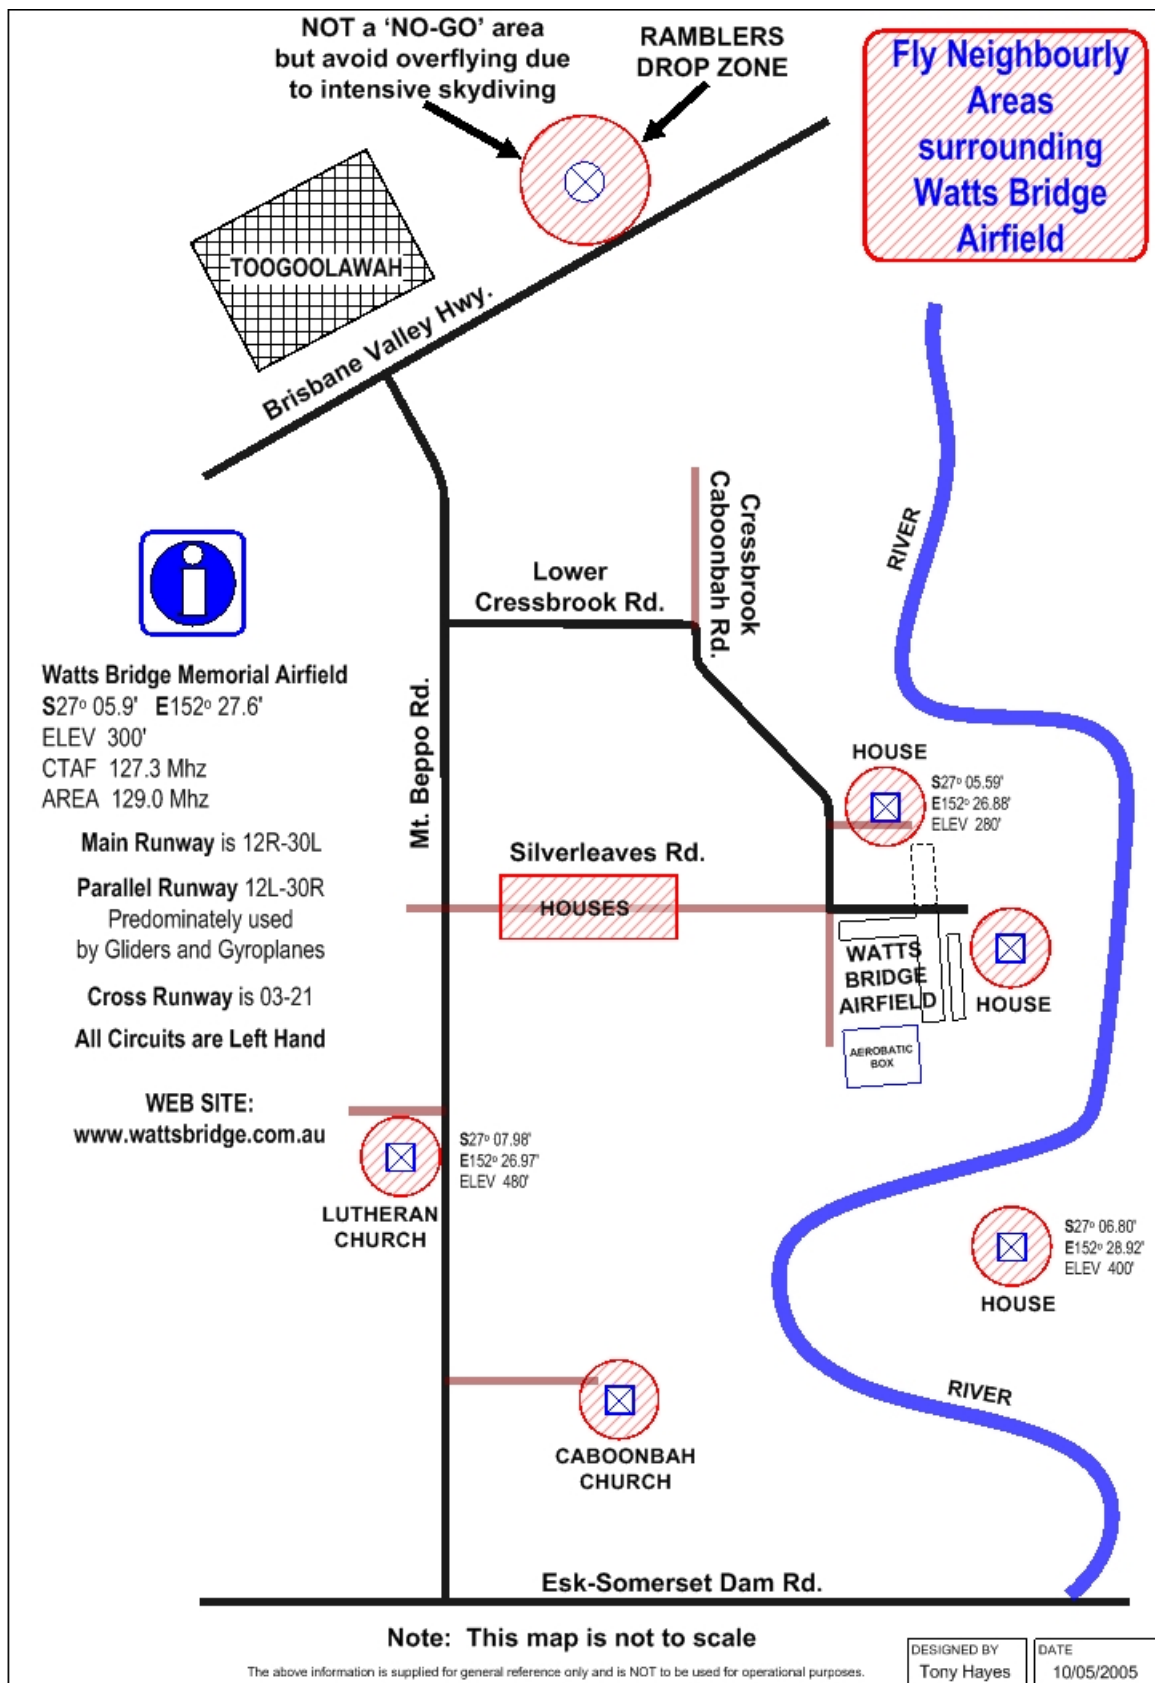 NOT a ‘NO-GO’ area
but avoid overflying due
to intensive skydiving
RAMBLERS
DROP ZONE
Fly Neighbourly
Areas
surrounding
Watts Bridge
Airfield
TOOGOOLAWAH
Brisbane Valley Hwy.
RIVER
Cressbrook
Caboonbah Rd.
Lower
Cressbrook Rd.
Mt. Beppo Rd.
Watts Bridge Memorial Airfield
S27º 05.9' E152º 27.6'
ELEV 300'
CTAF 127.3 Mhz
AREA 129.0 Mhz
Main Runway is 12R-30L
Parallel Runway 12L-30R
Predominately used
by Gliders and Gyroplanes
Cross Runway is 03-21
All Circuits are Left Hand
WEB SITE:
www.wattsbridge.com.au
HOUSE
S27º 05.59'
E152º 26.88'
ELEV 280'
Silverleaves Rd.
HOUSES
WATTS
BRIDGE
AIRFIELD
HOUSE
AEROBATIC
BOX
S27º 07.98'
E152º 26.97'
ELEV 480'
LUTHERAN
CHURCH
S27º 06.80'
E152º 28.92'
ELEV 400'
HOUSE
RIVER
CABOONBAH
CHURCH
Esk-Somerset Dam Rd.
Note: This map is not to scale
The above information is supplied for general reference only and is NOT to be used for operational purposes.
DESIGNED BY
Tony Hayes
DATE
10/05/2005